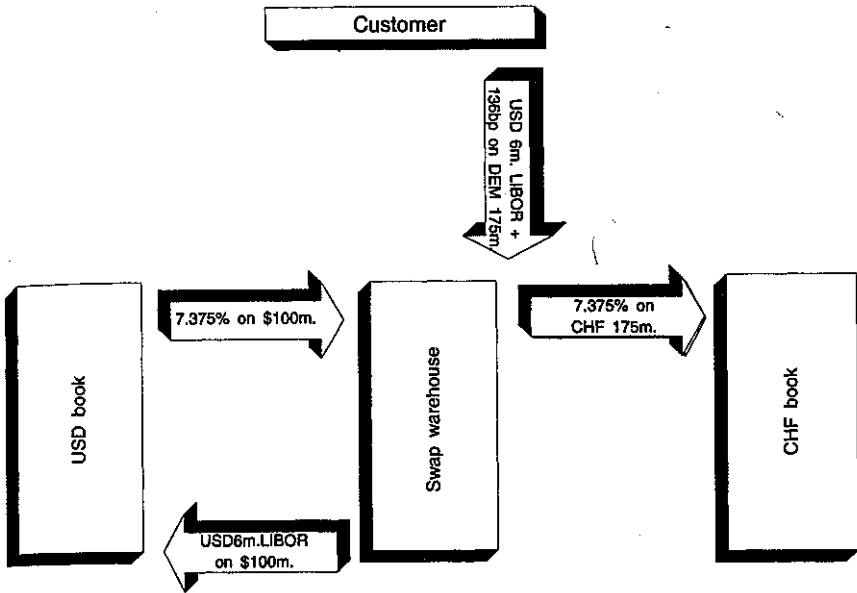 Customer
USD 6m. LIBOR +
136bp on DEM 175m.
7.375% on $100m.
7.375% on
CHF 175m.
USD book
Swap warehouse
CHF book
USD6m.LIBOR
on $100m.